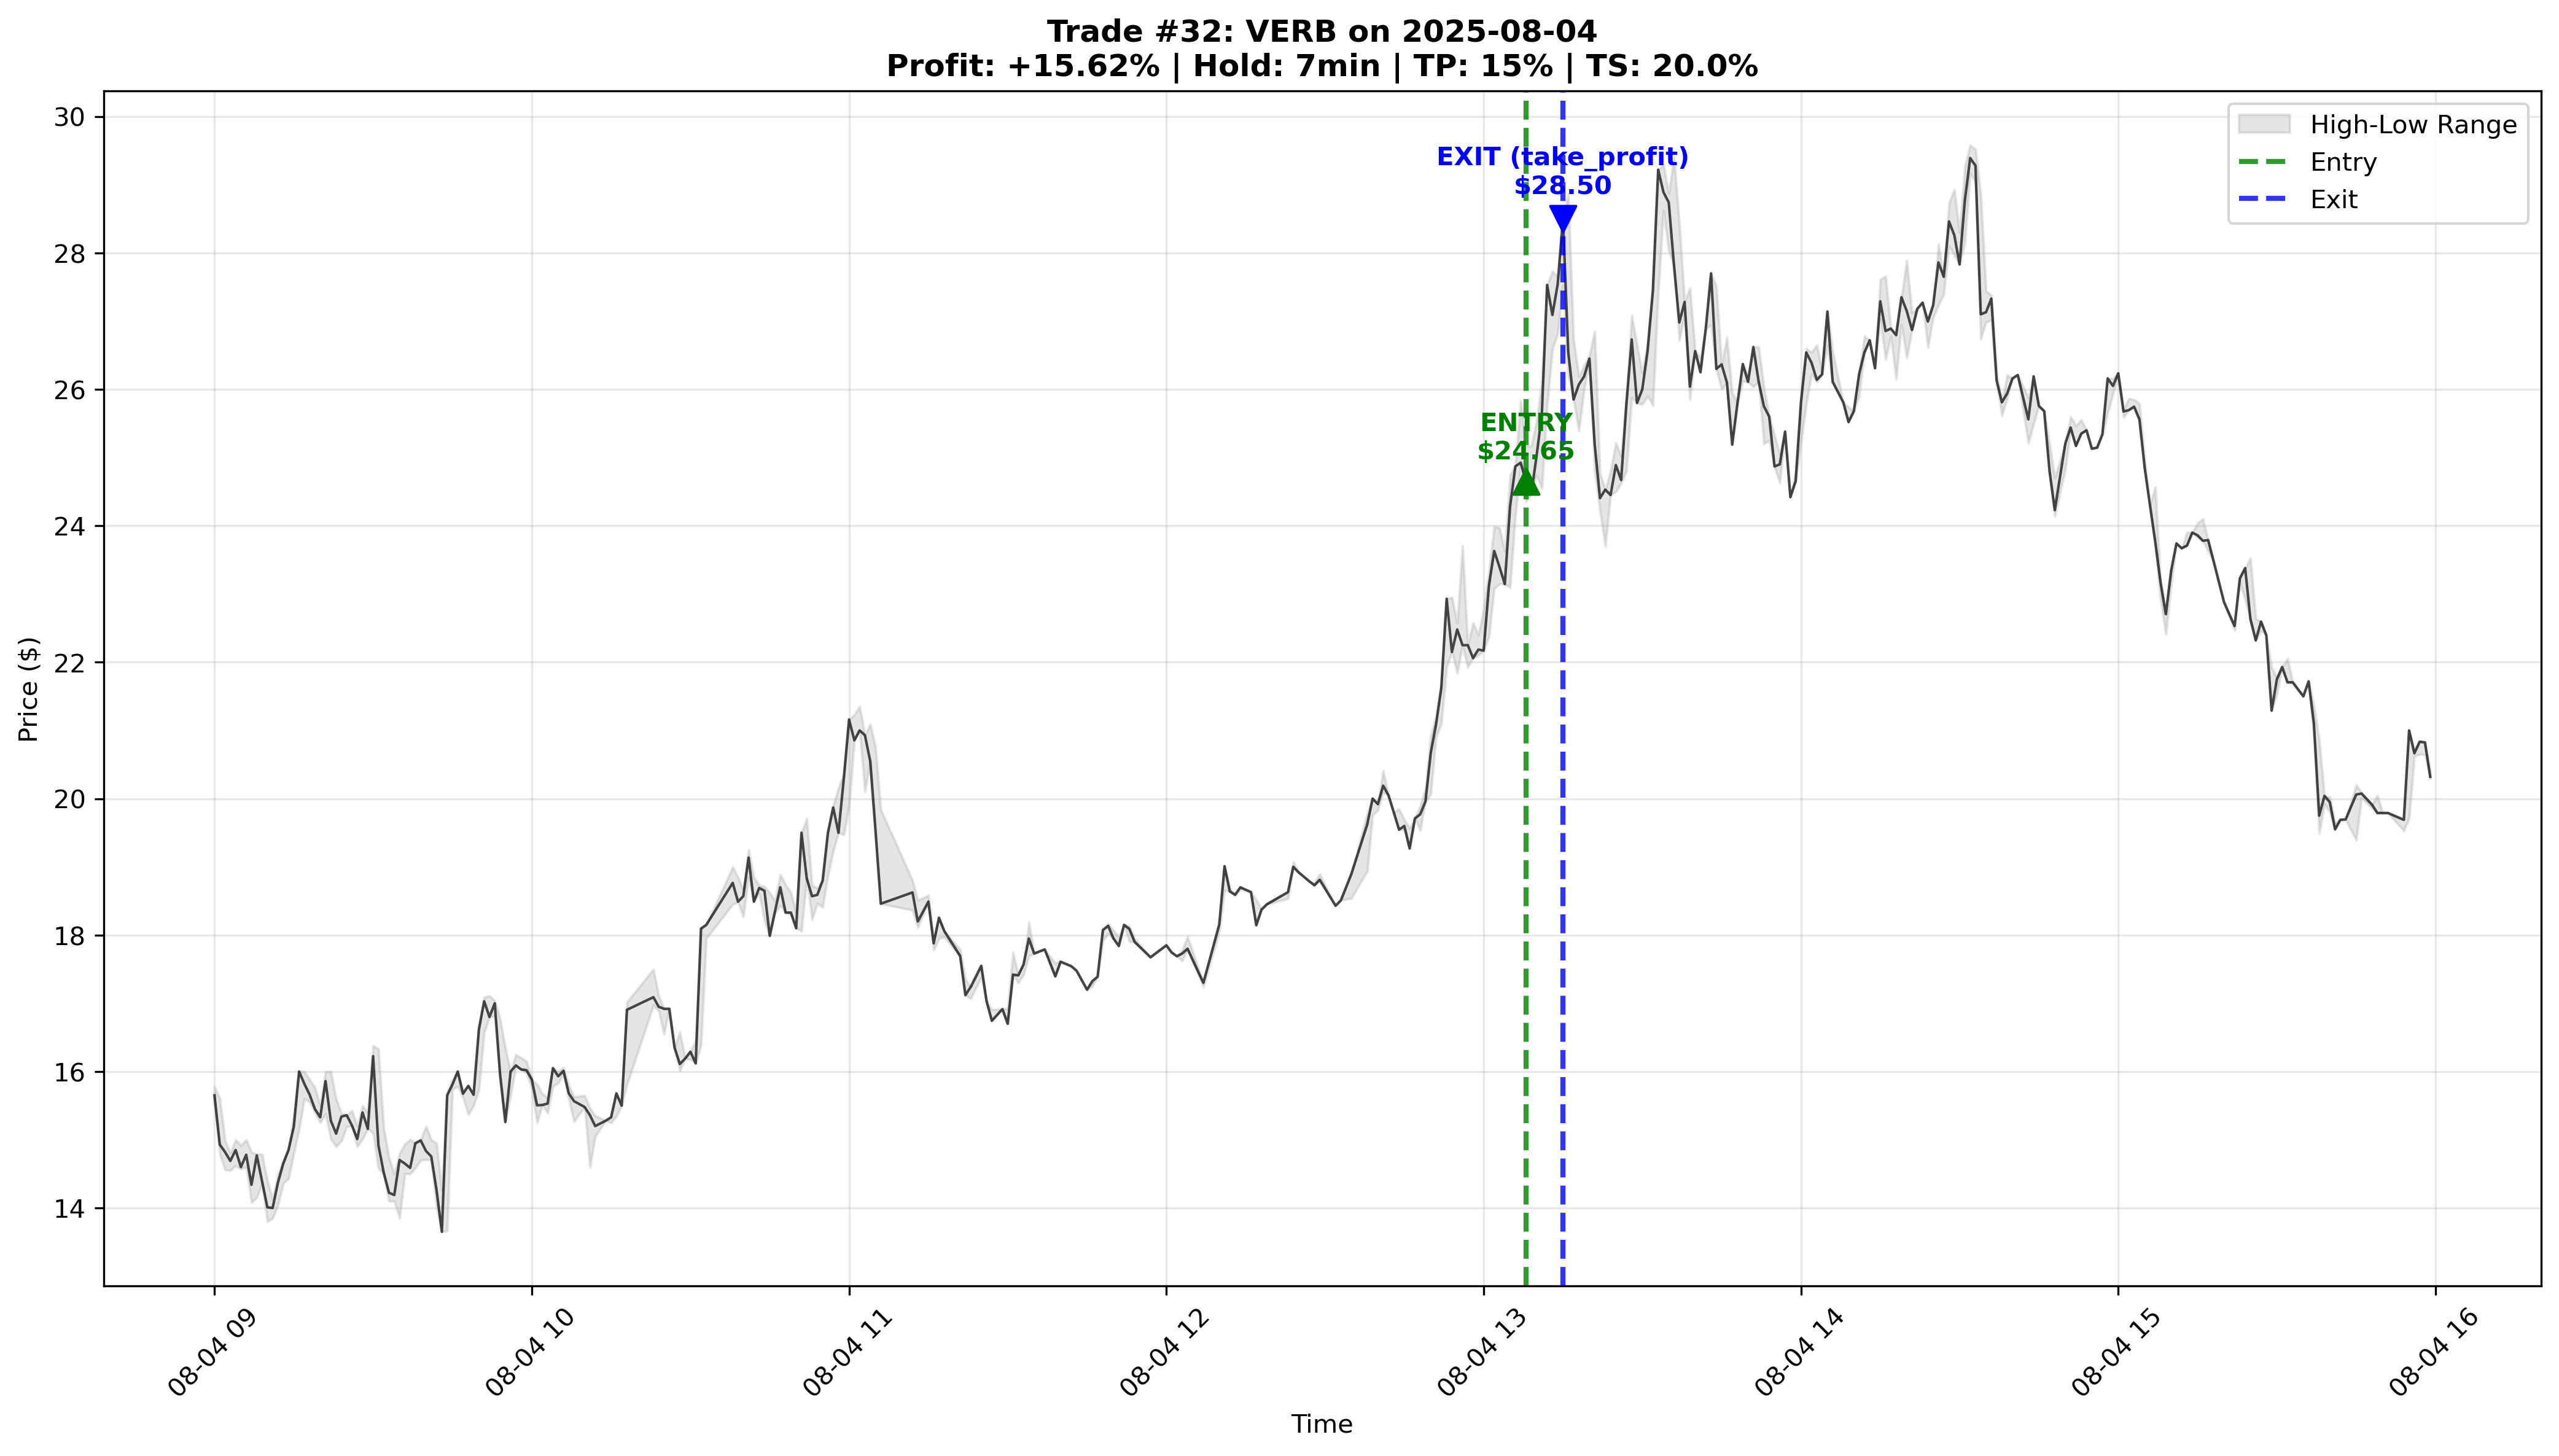 Trade #32: VERB on 2025-08-04
Profit: +15.62% | Hold: 7min | TP: 15% | TS: 20.0%
High-Low Range
Entry
Exit
EXIT (take_profit)
$28.50
ENTRY
$24.65
Price ($)
30
28
26
24
22
20
18
16
14
08-04 09
08-04 10
08-04 11
08-04 12
08-04 13
08-04 14
08-04 15
08-04 16
Time